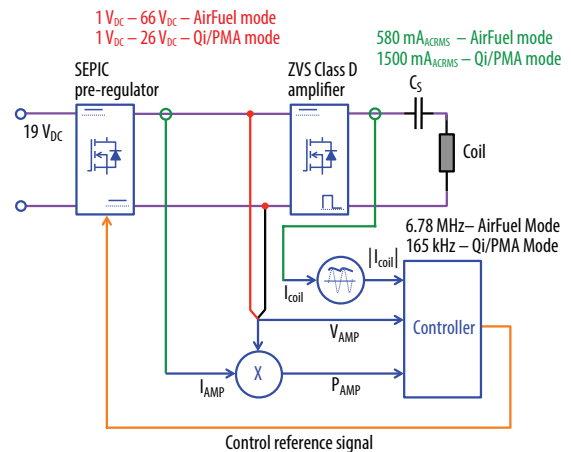 1 V_DC – 66 V_DC – AirFuel mode
1 V_DC – 26 V_DC – Qi/PMA mode
580 mA_ACRMS – AirFuel mode
1500 mA_ACRMS – Qi/PMA mode
SEPIC
pre-regulator
ZVS Class D
amplifier
C_S
19 V_DC
Coil
6.78 MHz– AirFuel Mode
165 kHz – Qi/PMA Mode
|I_coil|
I_coil
Controller
V_AMP
X
I_AMP
P_AMP
Control reference signal